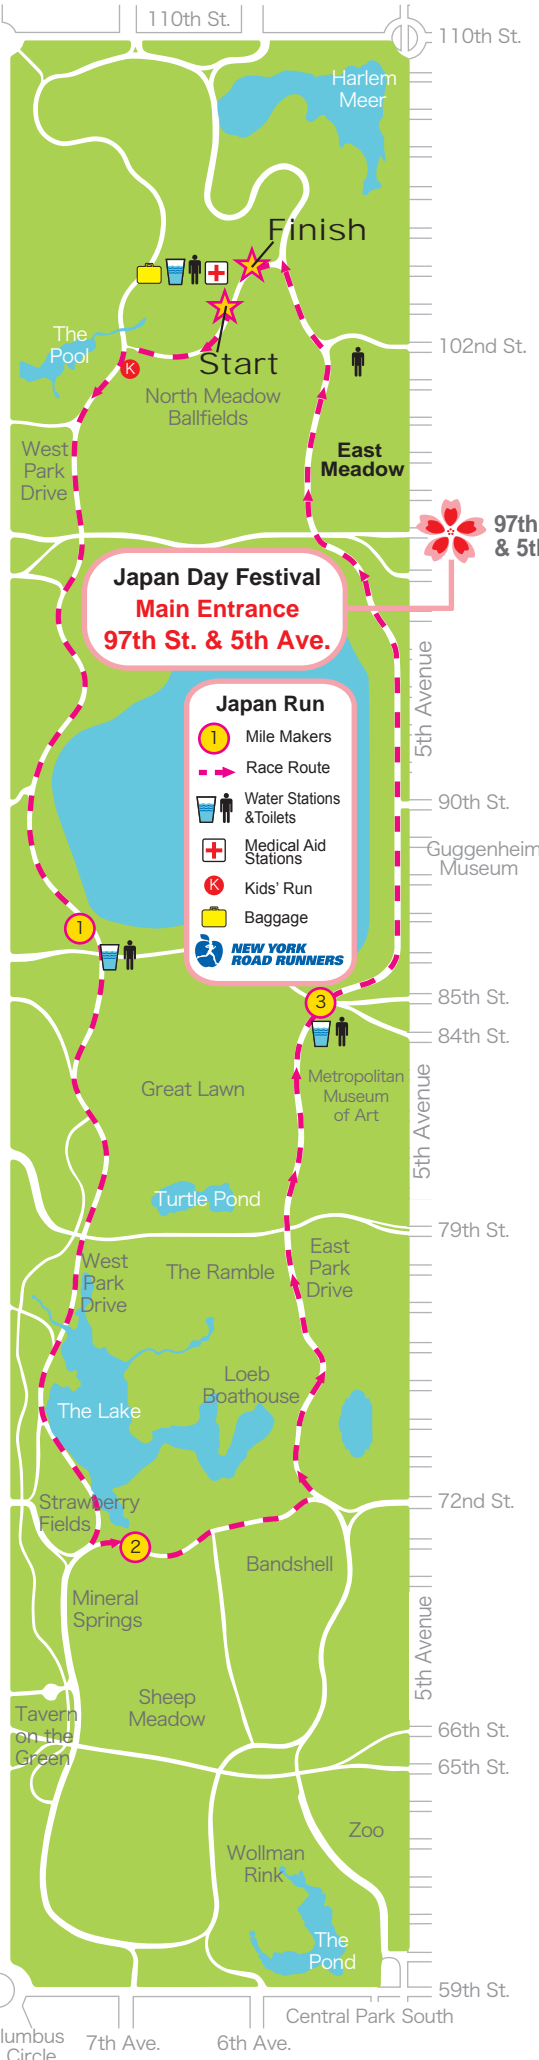 110th St.
110th St.
Harlem
Meer
Finish
The
Pool
Start
102nd St.
K
North Meadow
Ballfields
West
Park
Drive
East
Meadow
97th
& 5th
Japan Day Festival
Main Entrance
97th St. & 5th Ave.
5th Avenue
Japan Run
1 Mile Makers
Race Route
Water Stations
&Toilets
Medical Aid
Stations
K Kids' Run
Baggage
NEW YORK
ROAD RUNNERS
90th St.
Guggenheim
Museum
1
3
85th St.
84th St.
Great Lawn
Metropolitan
Museum
of Art
5th Avenue
Turtle Pond
79th St.
West
Park
Drive
The Ramble
East
Park
Drive
Loeb
Boathouse
The Lake
Strawberry
Fields
72nd St.
2
Bandshell
Mineral
Springs
5th Avenue
Sheep
Meadow
Tavern
on the
Green
66th St.
65th St.
Zoo
Wollman
Rink
The
Pond
59th St.
Central Park South
lumbus
Circle
7th Ave.
6th Ave.